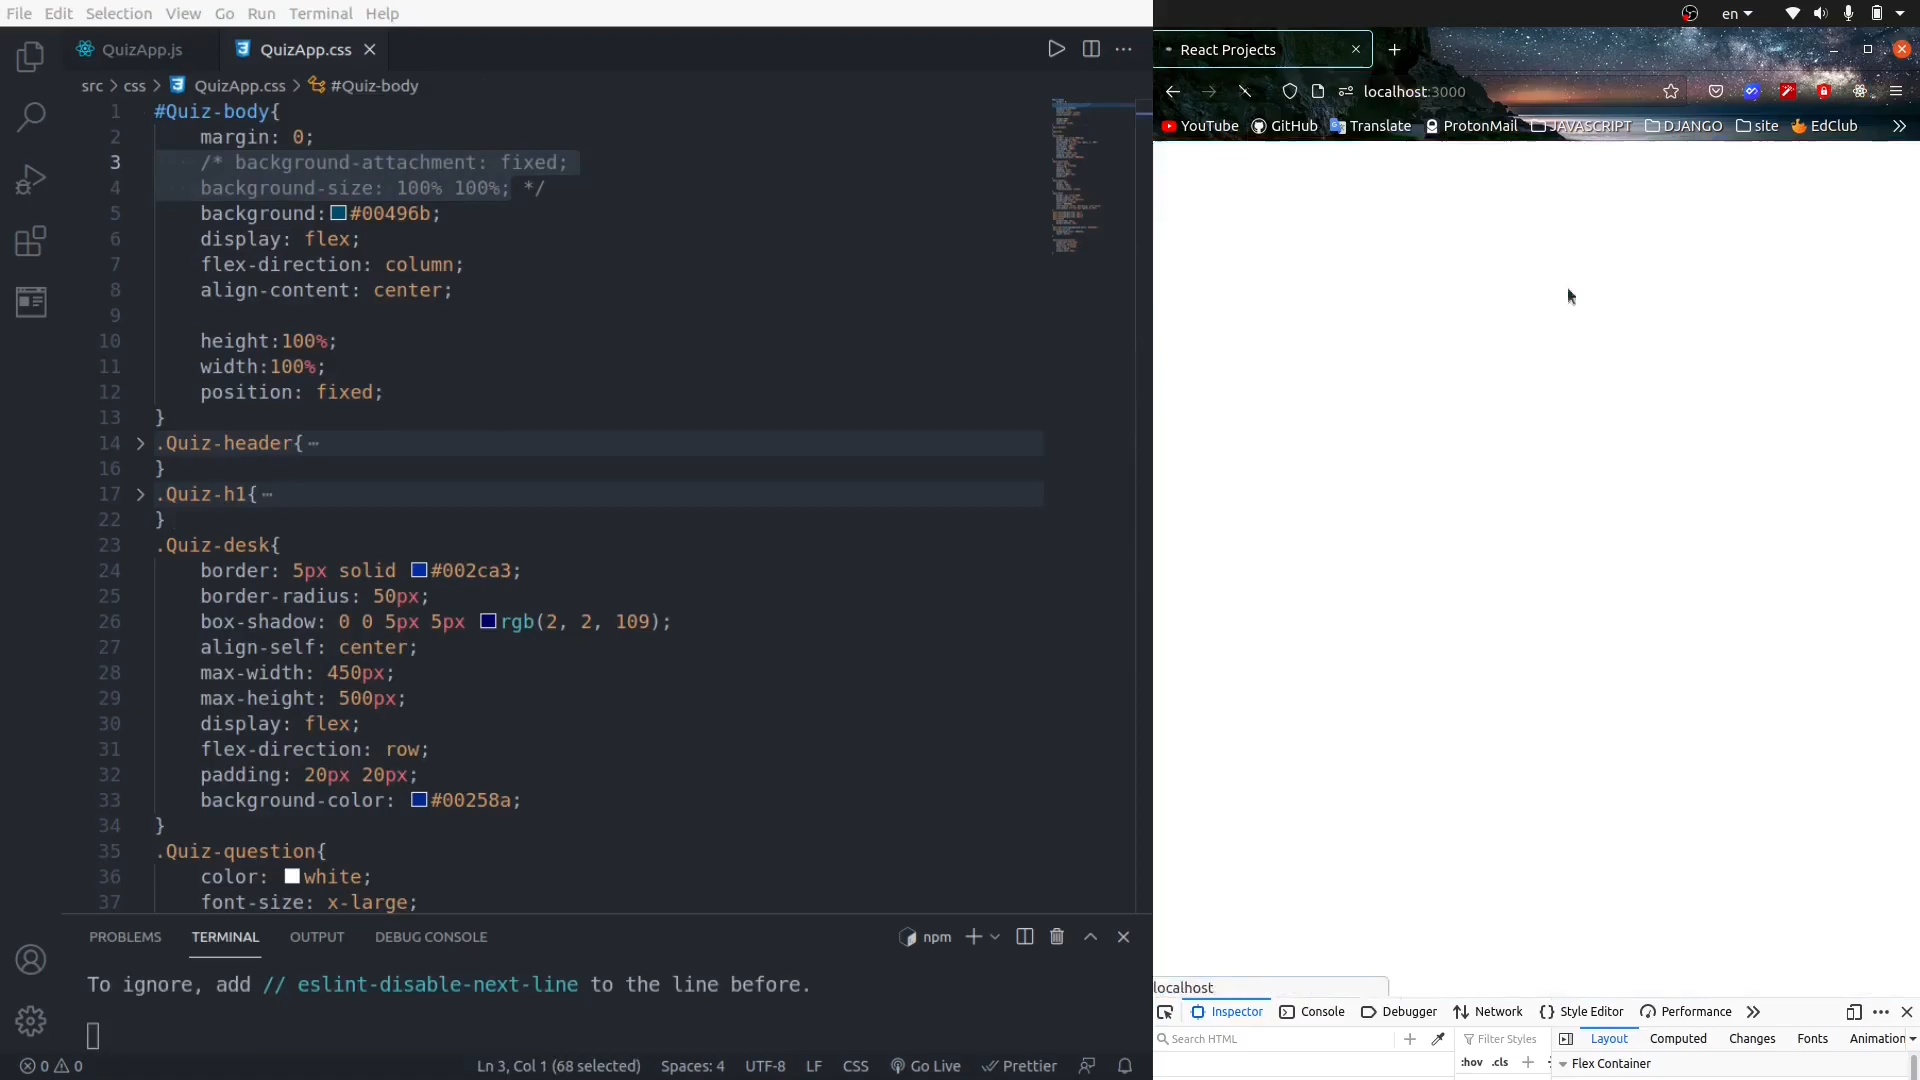 File Edit Selection View Go Run Terminal Help
en
QuizApp.js
QuizApp.css
React Projects
src > css > QuizApp.css > #Quiz-body
localhost:3000
YouTube GitHub Translate ProtonMail JAVASCRIPT DJANGO site EdClub
1 #Quiz-body{
2 margin: 0;
3 /* background-attachment: fixed;
4 background-size: 100% 100%; */
5 background: #00496b;
6 display: flex;
7 flex-direction: column;
8 align-content: center;
9
10 height:100%;
11 width:100%;
12 position: fixed;
13 }
14 .Quiz-header{ ⋯
16 }
17 .Quiz-h1{ ⋯
22 }
23 .Quiz-desk{
24 border: 5px solid #002ca3;
25 border-radius: 50px;
26 box-shadow: 0 0 5px 5px rgb(2, 2, 109);
27 align-self: center;
28 max-width: 450px;
29 max-height: 500px;
30 display: flex;
31 flex-direction: row;
32 padding: 20px 20px;
33 background-color: #00258a;
34 }
35 .Quiz-question{
36 color: white;
37 font-size: x-large;
PROBLEMS TERMINAL OUTPUT DEBUG CONSOLE
npm
To ignore, add // eslint-disable-next-line to the line before.
0 0
Ln 3, Col 1 (68 selected) Spaces: 4 UTF-8 LF CSS Go Live Prettier
localhost
Inspector Console Debugger Network Style Editor Performance
Search HTML
Filter Styles
Layout Computed Changes Fonts Animation
:hov .cls
Flex Container